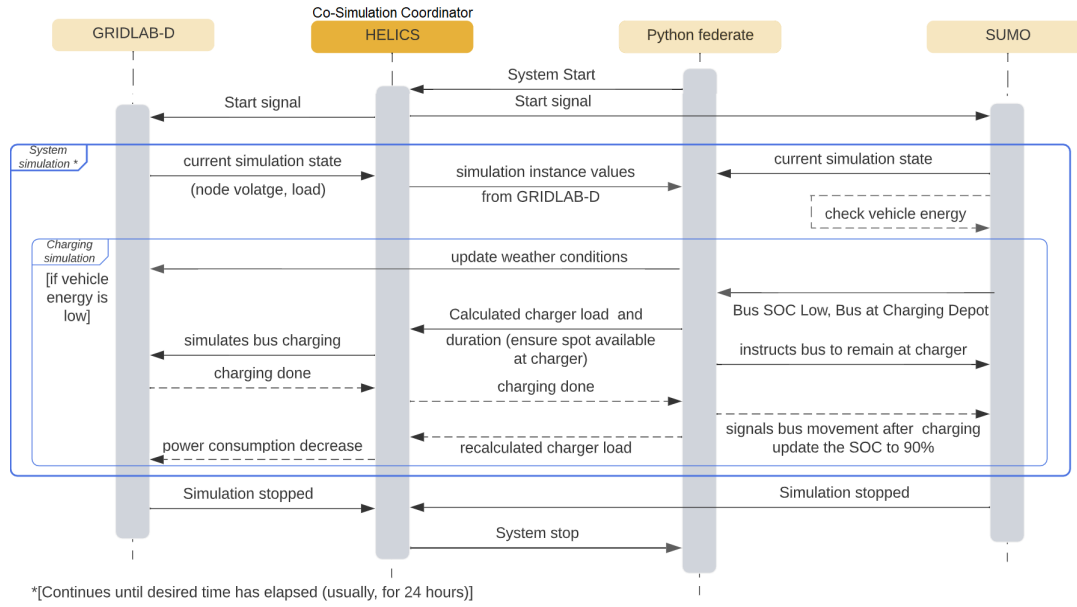 Co-Simulation Coordinator
GRIDLAB-D
HELICS
Python federate
SUMO
System Start
Start signal
Start signal
System
simulation *
current simulation state
(node volatge, load)
simulation instance values
from GRIDLAB-D
current simulation state
check vehicle energy
Charging
simulation
[if vehicle
energy is
low]
update weather conditions
Bus SOC Low, Bus at Charging Depot
Calculated charger load and
duration (ensure spot available
at charger)
simulates bus charging
instructs bus to remain at charger
charging done
charging done
signals bus movement after charging
update the SOC to 90%
recalculated charger load
power consumption decrease
Simulation stopped
Simulation stopped
System stop
*[Continues until desired time has elapsed (usually, for 24 hours)]